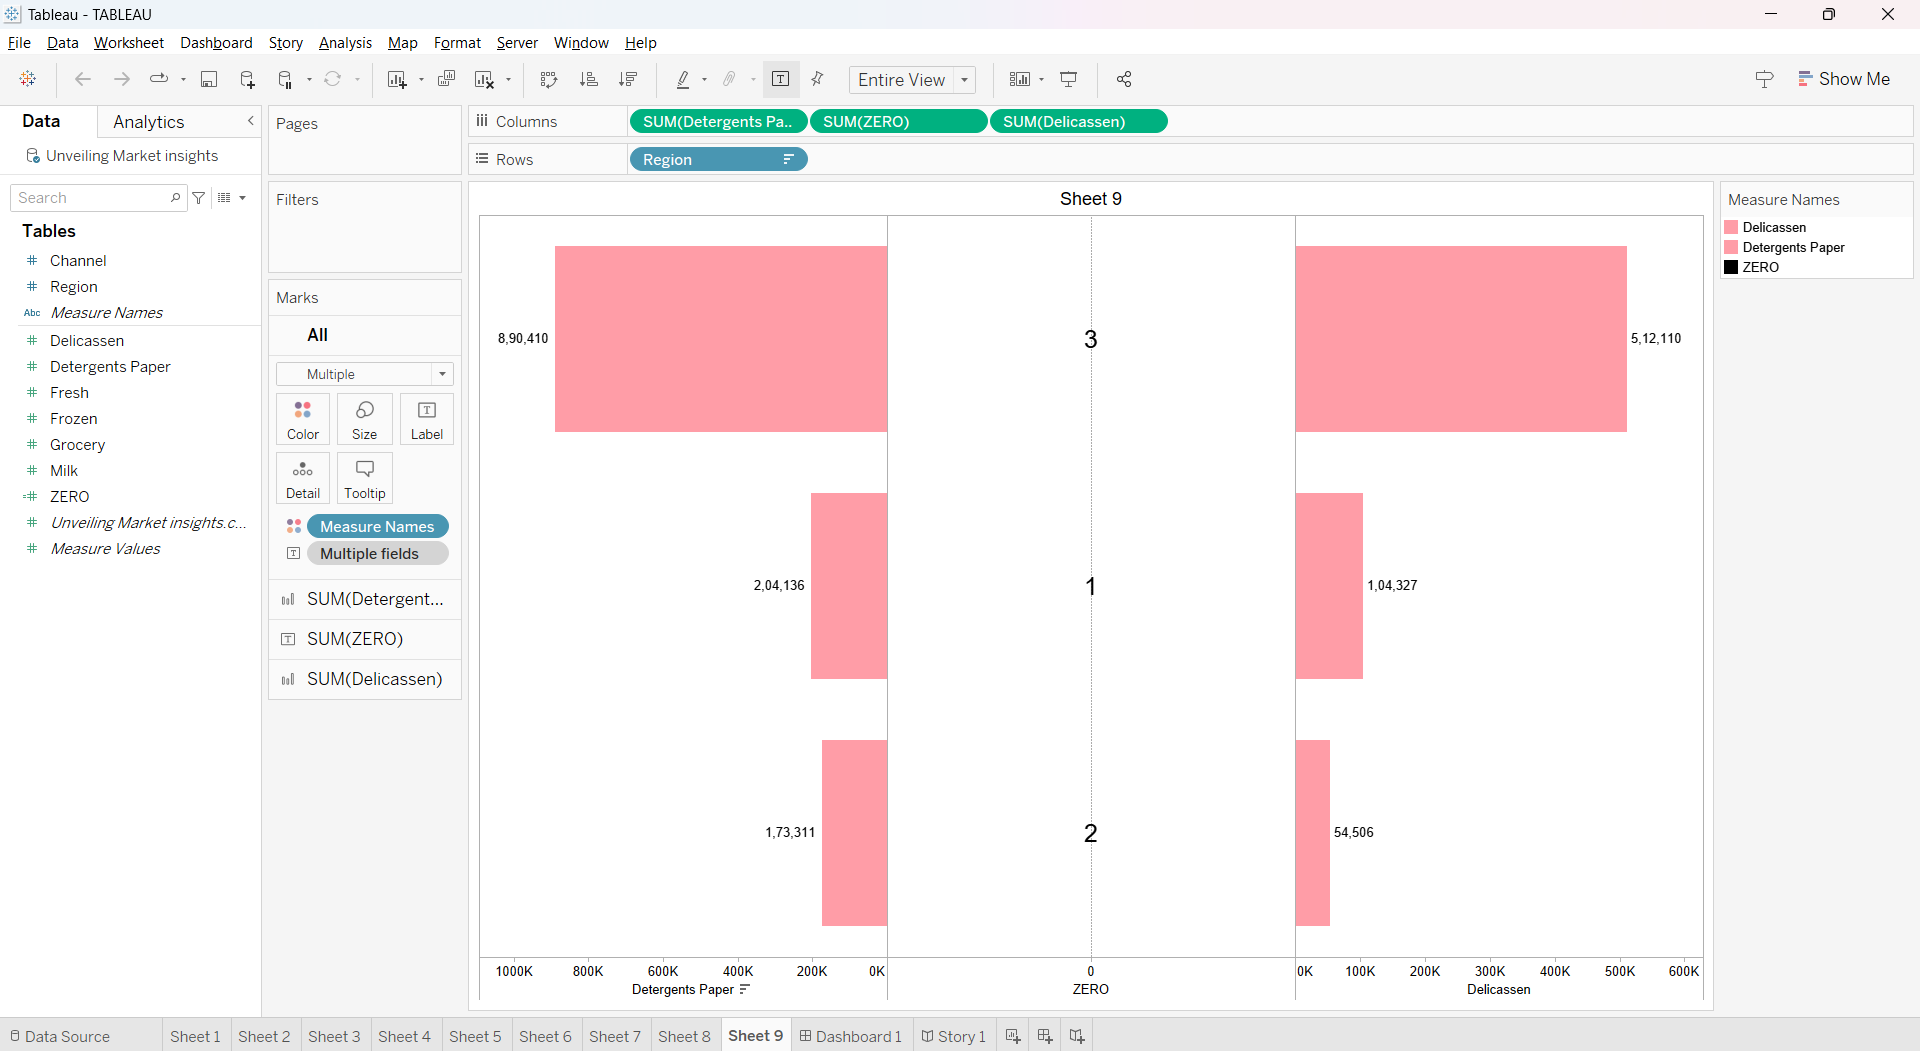 Tableau - TABLEAU
File Data Worksheet Dashboard Story Analysis Map Format Server Window Help
Entire View
Show Me
Data Analytics
Unveiling Market insights
Search
Tables
Channel
Region
Abc Measure Names
Delicassen
Detergents Paper
Fresh
Frozen
Grocery
Milk
ZERO
Unveiling Market insights.c...
Measure Values
Pages
Filters
Marks
All
Multiple
Color Size Label
Detail Tooltip
Measure Names
Multiple fields
SUM(Detergent...
SUM(ZERO)
SUM(Delicassen)
Columns SUM(Detergents Pa.. SUM(ZERO) SUM(Delicassen)
Rows Region
Sheet 9
8,90,410 3 5,12,110
2,04,136 1 1,04,327
1,73,311 2 54,506
1000K 800K 600K 400K 200K 0K 0 0K 100K 200K 300K 400K 500K 600K
Detergents Paper ZERO Delicassen
Measure Names
Delicassen
Detergents Paper
ZERO
Data Source Sheet 1 Sheet 2 Sheet 3 Sheet 4 Sheet 5 Sheet 6 Sheet 7 Sheet 8 Sheet 9 Dashboard 1 Story 1